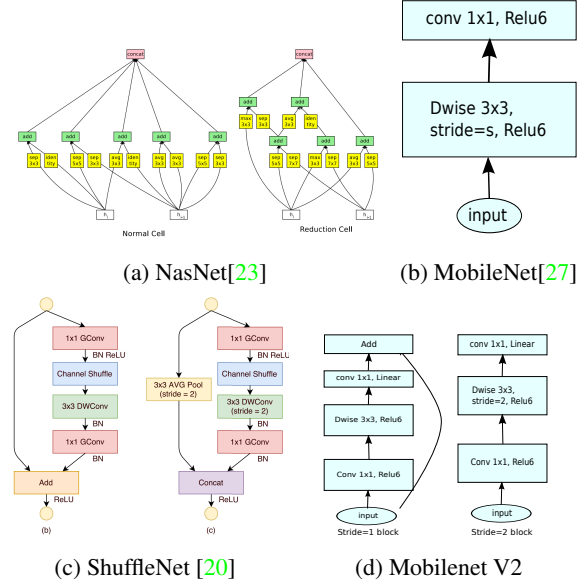 concat
add
add
add
add
add
sep 3x3
iden tity
sep 5x5
sep 3x3
avg 3x3
iden tity
avg 3x3
avg 3x3
sep 5x5
sep 3x3
h i
h i-1
Normal Cell
concat
add
add
max 3x3
sep 3x3
avg 3x3
iden tity
add
add
add
sep 5x5
sep 7x7
max 3x3
sep 7x7
avg 3x3
sep 5x5
h i
h i-1
Reduction Cell
(a) NasNet[23]
conv 1x1, Relu6
Dwise 3x3,
stride=s, Relu6
input
(b) MobileNet[27]
1x1 GConv
BN ReLU
Channel Shuffle
3x3 DWConv
BN
1x1 GConv
BN
Add
ReLU
(b)
1x1 GConv
BN ReLU
Channel Shuffle
3x3 AVG Pool
(stride = 2)
3x3 DWConv
(stride = 2)
BN
1x1 GConv
BN
Concat
ReLU
(c)
(c) ShuffleNet [20]
Add
conv 1x1, Linear
Dwise 3x3, Relu6
Conv 1x1, Relu6
input
Stride=1 block
conv 1x1, Linear
Dwise 3x3,
stride=2, Relu6
Conv 1x1, Relu6
input
Stride=2 block
(d) Mobilenet V2